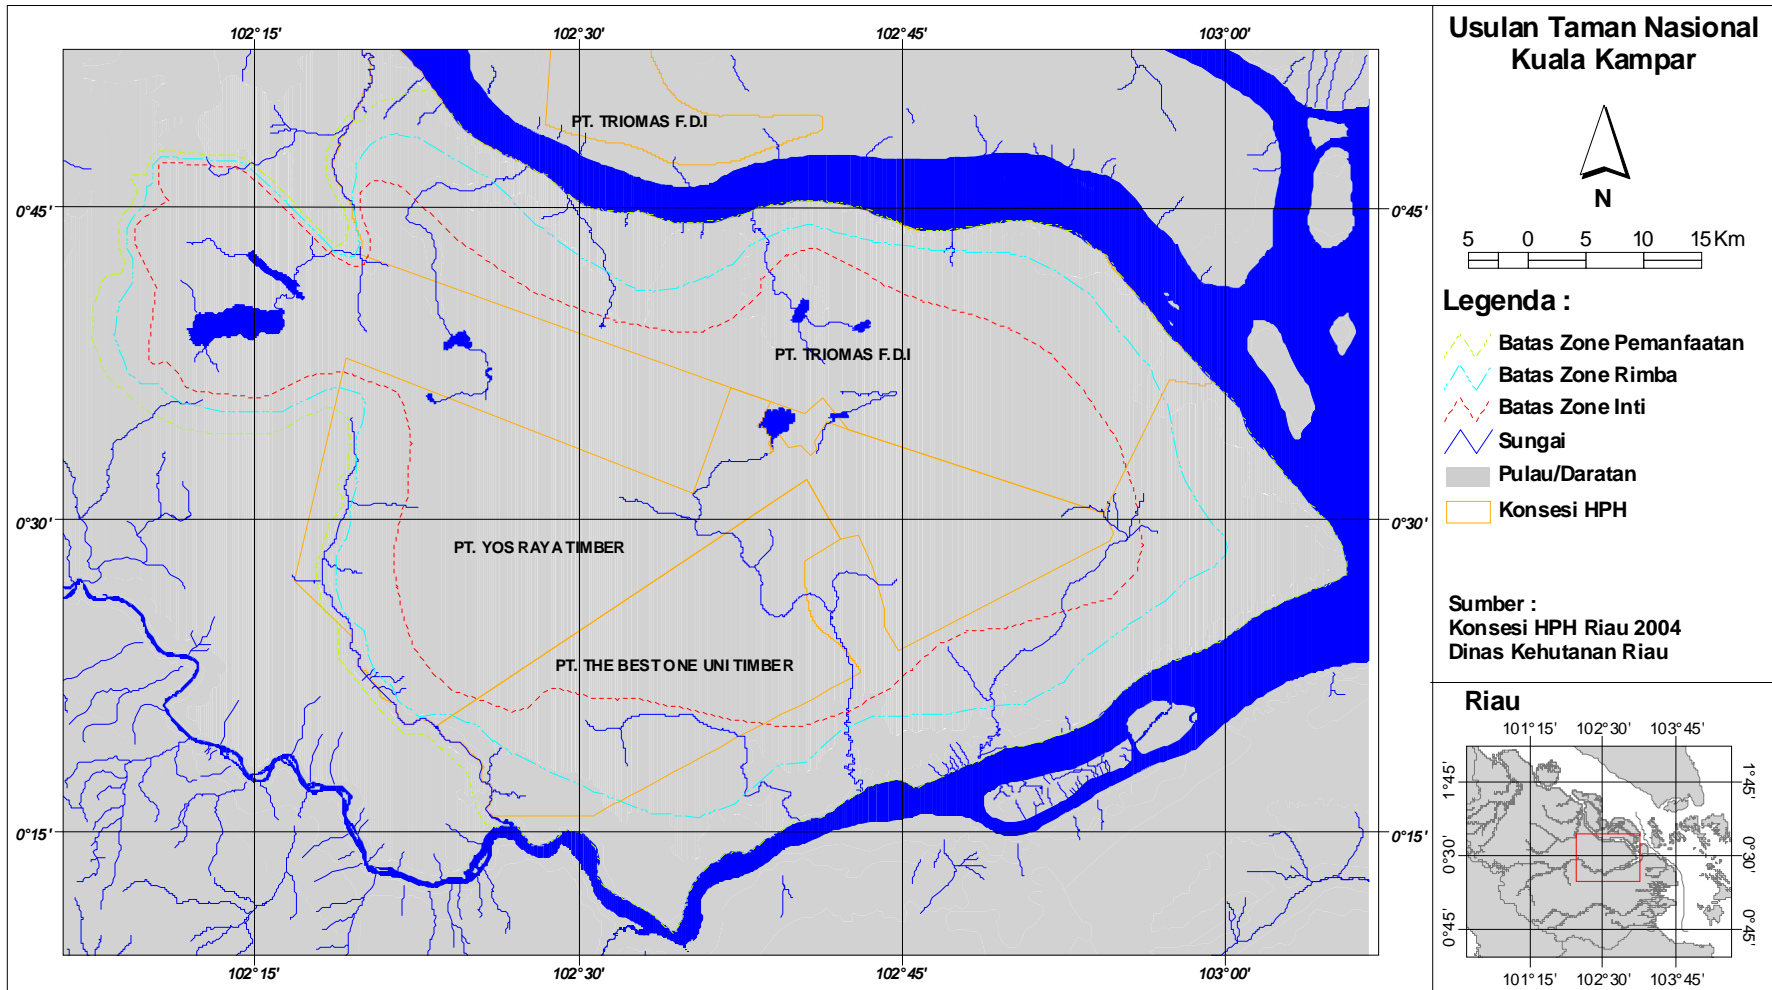 102°15'
102°30'
102°45'
103°00'
0°45'
0°45'
0°30'
0°30'
0°15'
0°15'
102°15'
102°30'
102°45'
103°00'
PT. TRIOMAS F.D.I
PT. TRIOMAS F.D.I
PT. YOS RAYA TIMBER
PT. THE BEST ONE UNI TIMBER
Usulan Taman Nasional
Kuala Kampar
N
5 0 5 10 15 Km
Legenda :
Batas Zone Pemanfaatan
Batas Zone Rimba
Batas Zone Inti
Sungai
Pulau/Daratan
Konsesi HPH
Sumber :
Konsesi HPH Riau 2004
Dinas Kehutanan Riau
Riau
101°15' 102°30' 103°45'
1°45'
1°45'
0°30'
0°30'
0°45'
0°45'
101°15' 102°30' 103°45'